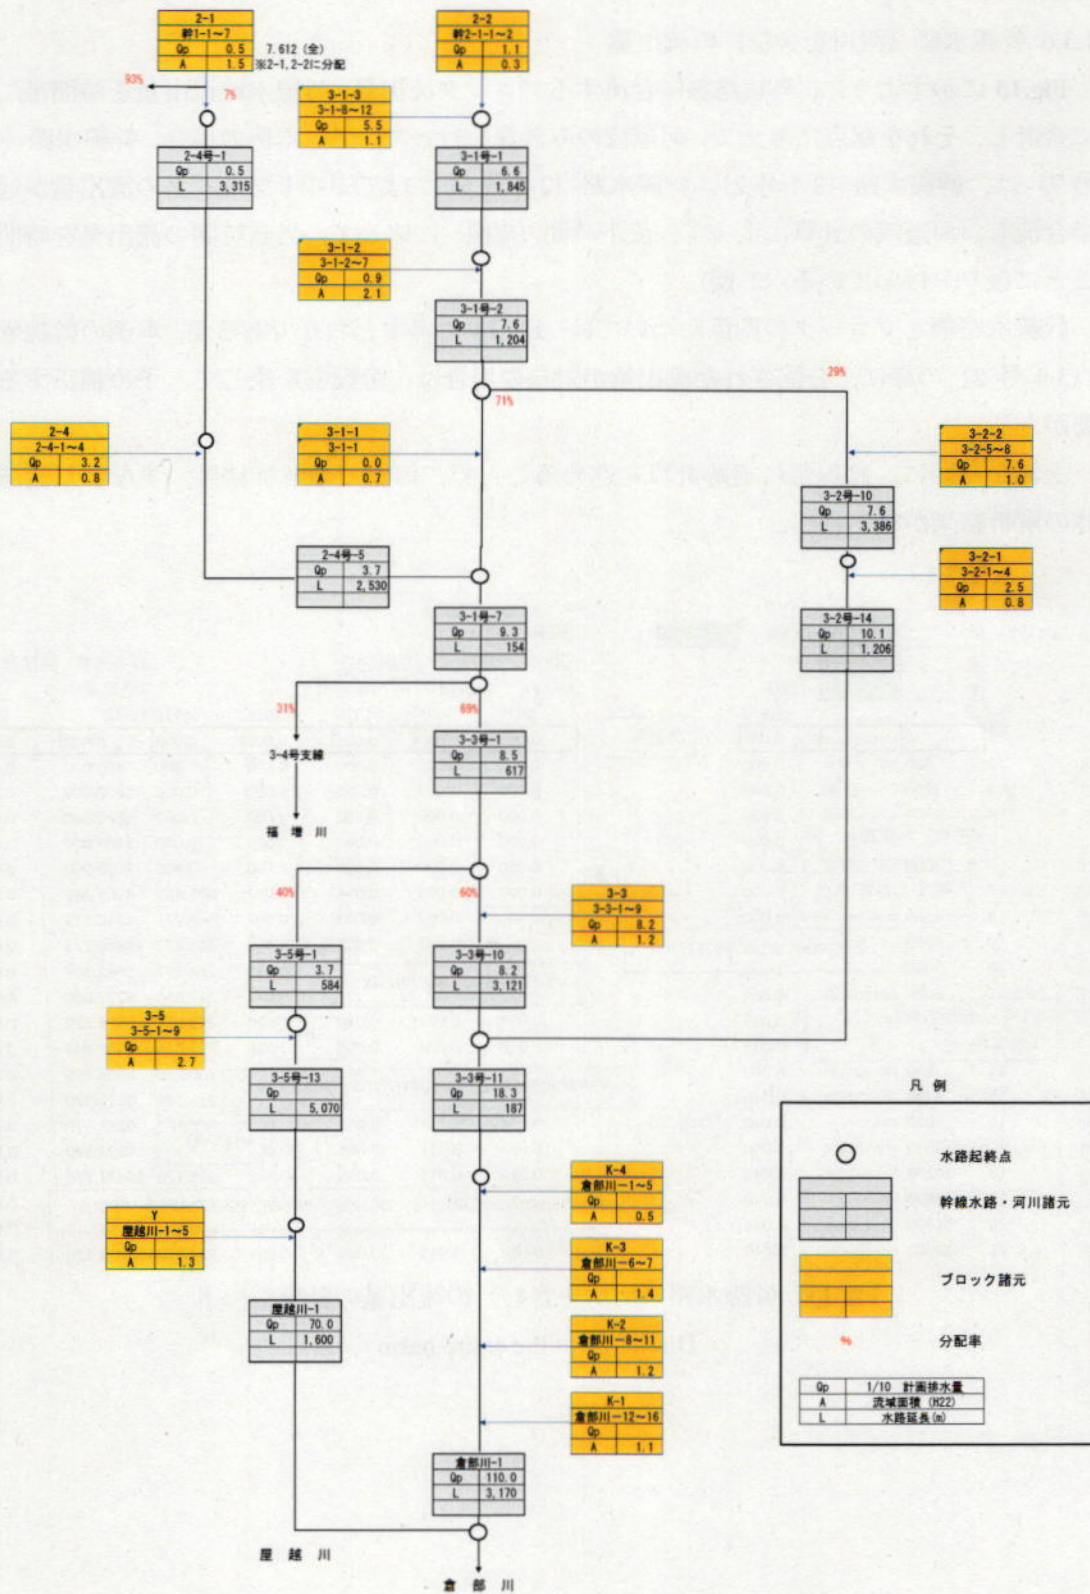 2-1
幹1-1~7
Qp 0.5
A 1.5
7.612 (全)
※2-1,2-2に分配
93%
7%
2-2
幹2-1-1~2
Qp 1.1
A 0.3
3-1-3
3-1-8~12
Qp 5.5
A 1.1
2-4号-1
Qp 0.5
L 3,315
3-1号-1
Qp 6.6
L 1,845
3-1-2
3-1-2~7
Qp 0.9
A 2.1
3-1号-2
Qp 7.6
L 1,204
29%
71%
2-4
2-4-1~4
Qp 3.2
A 0.8
3-1-1
3-1-1
Qp 0.0
A 0.7
3-2-2
3-2-5~8
Qp 7.6
A 1.0
3-2号-10
Qp 7.6
L 3,386
2-4号-5
Qp 3.7
L 2,530
3-2-1
3-2-1~4
Qp 2.5
A 0.8
3-1号-7
Qp 9.3
L 154
3-2号-14
Qp 10.1
L 1,206
31%
69%
3-4号支線
3-3号-1
Qp 8.5
L 617
福増川
40%
60%
3-3
3-3-1~9
Qp 8.2
A 1.2
3-5号-1
Qp 3.7
L 584
3-3号-10
Qp 8.2
L 3,121
3-5
3-5-1~9
Qp
A 2.7
3-5号-13
Qp
L 5,070
3-3号-11
Qp 18.3
L 187
K-4
倉部川-1~5
Qp
A 0.5
Y
屋越川-1~5
Qp
A 1.3
K-3
倉部川-6~7
Qp
A 1.4
屋越川-1
Qp 70.0
L 1,600
K-2
倉部川-8~11
Qp
A 1.2
K-1
倉部川-12~16
Qp
A 1.1
倉部川-1
Qp 110.0
L 3,170
屋越川
倉部川
凡例
水路起終点
幹線水路・河川諸元
ブロック諸元
% 分配率
Qp 1/10 計画排水量
A 流域面積 (H22)
L 水路延長(m)